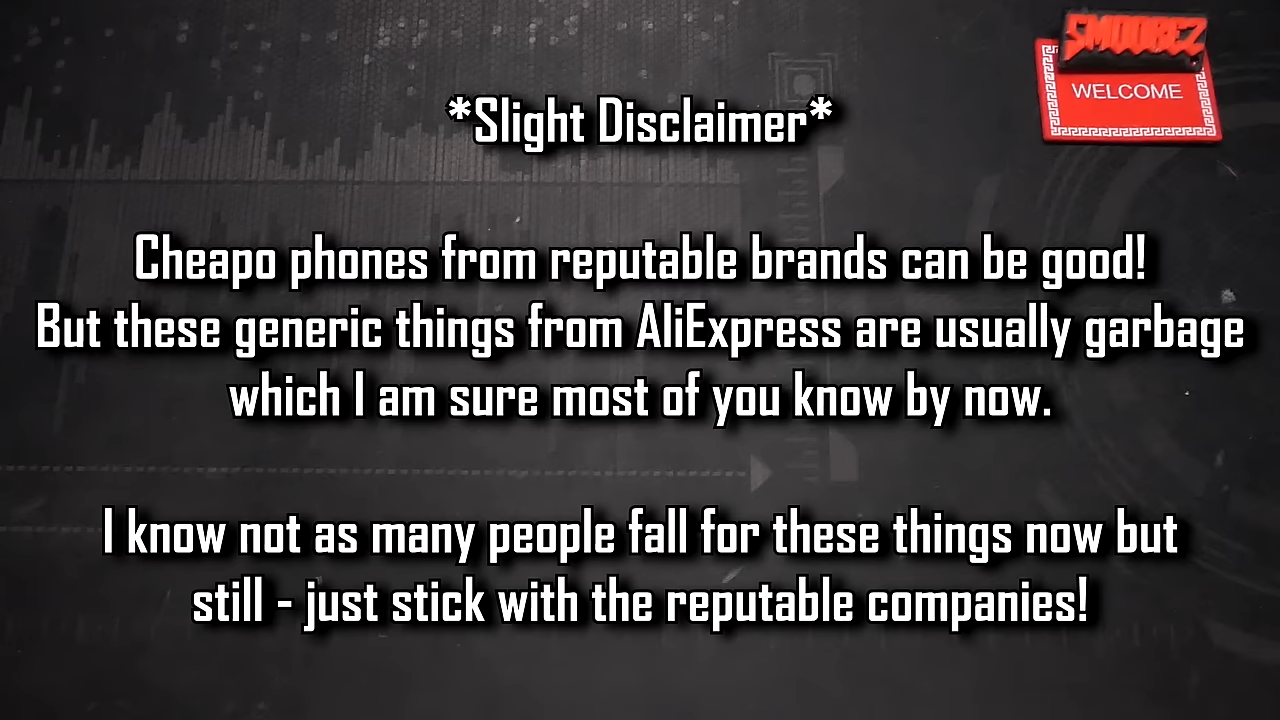 SMOOBEZ
WELCOME
*Slight Disclaimer*
Cheapo phones from reputable brands can be good!
But these generic things from AliExpress are usually garbage
which I am sure most of you know by now.
I know not as many people fall for these things now but
still - just stick with the reputable companies!